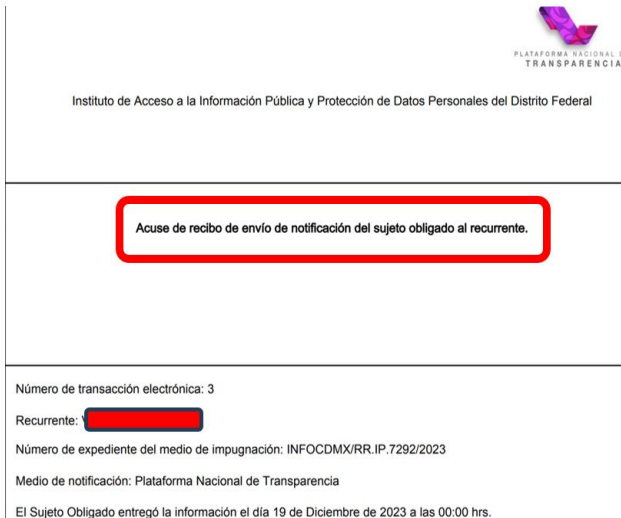 PLATAFORMA NACIONAL D
TRANSPARENCIA
Instituto de Acceso a la Información Pública y Protección de Datos Personales del Distrito Federal
Acuse de recibo de envío de notificación del sujeto obligado al recurrente.
Número de transacción electrónica: 3
Recurrente:
Número de expediente del medio de impugnación: INFOCDMX/RR.IP.7292/2023
Medio de notificación: Plataforma Nacional de Transparencia
El Sujeto Obligado entregó la información el día 19 de Diciembre de 2023 a las 00:00 hrs.